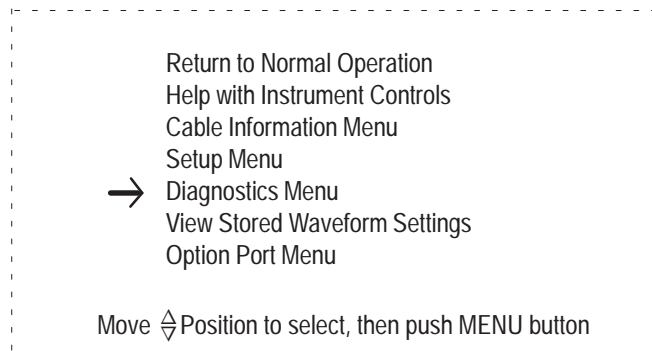 Return to Normal Operation
Help with Instrument Controls
Cable Information Menu
Setup Menu
Diagnostics Menu
View Stored Waveform Settings
Option Port Menu
Move Position to select, then push MENU button